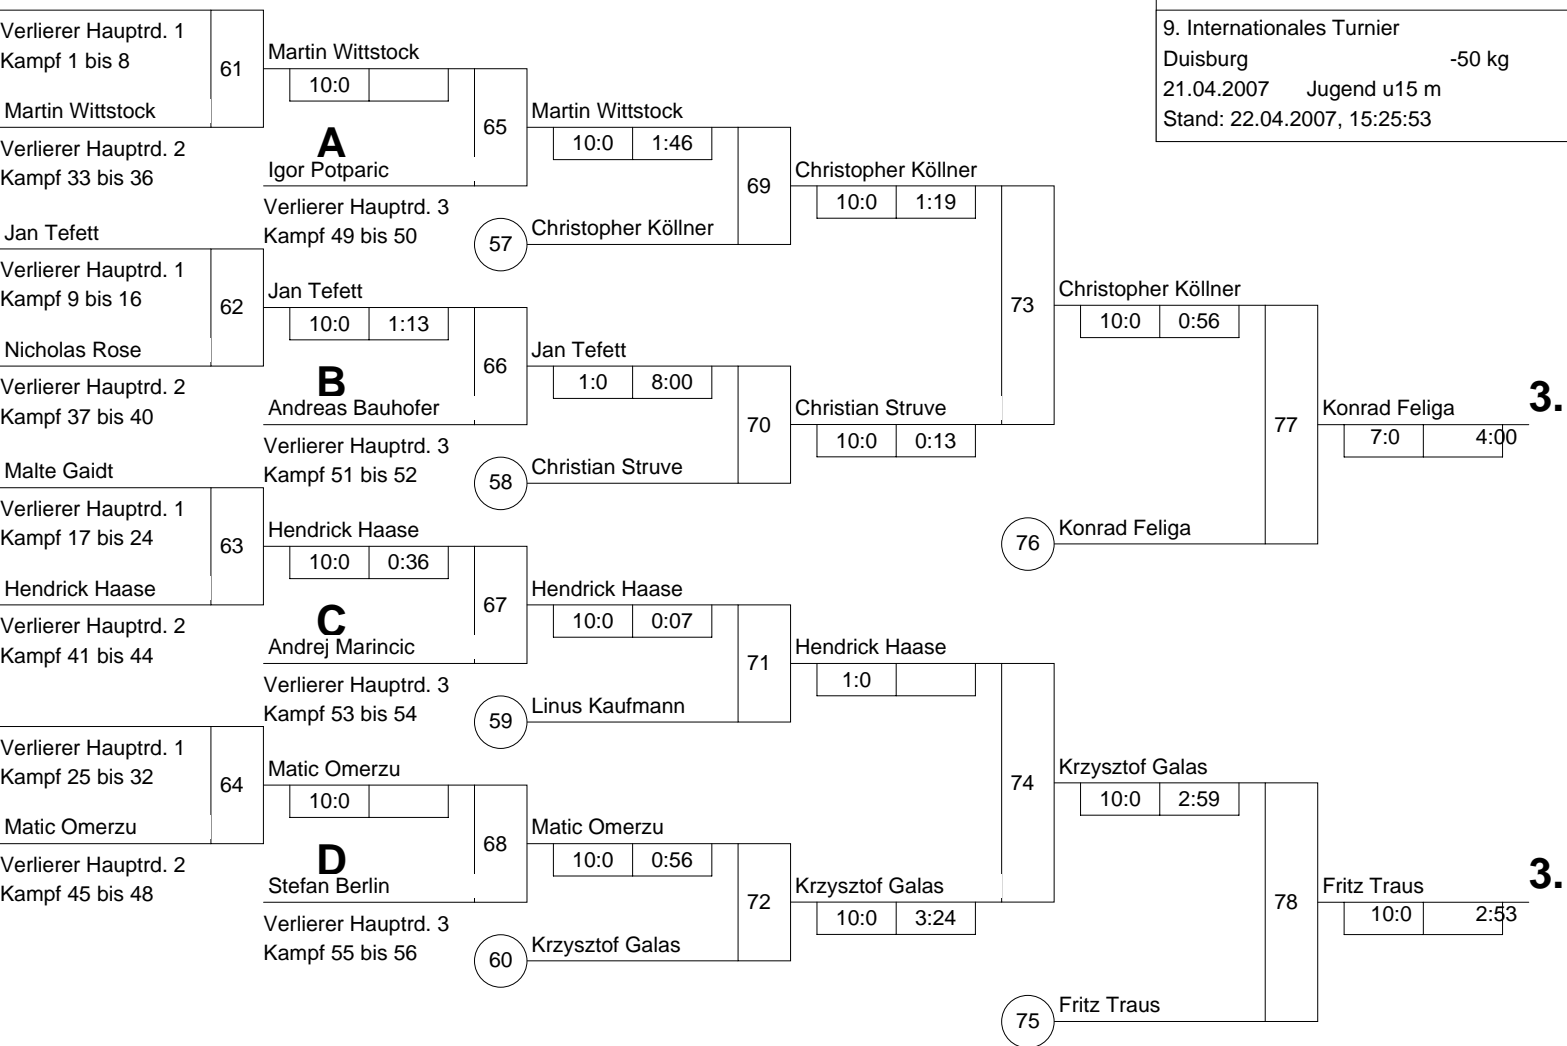 9. Internationales Turnier
Duisburg -50 kg
21.04.2007 Jugend u15 m
Stand: 22.04.2007, 15:25:53
Verlierer Hauptrd. 1
Kampf 1 bis 8
61
Martin Wittstock
Verlierer Hauptrd. 2
Kampf 33 bis 36
Jan Tefett
Verlierer Hauptrd. 1
Kampf 9 bis 16
62
Nicholas Rose
Verlierer Hauptrd. 2
Kampf 37 bis 40
Malte Gaidt
Verlierer Hauptrd. 1
Kampf 17 bis 24
63
Hendrick Haase
Verlierer Hauptrd. 2
Kampf 41 bis 44
Verlierer Hauptrd. 1
Kampf 25 bis 32
64
Matic Omerzu
Verlierer Hauptrd. 2
Kampf 45 bis 48
Martin Wittstock
10:0
A
65
Igor Potparic
Verlierer Hauptrd. 3
Kampf 49 bis 50
Jan Tefett
10:0 1:13
B
66
Andreas Bauhofer
Verlierer Hauptrd. 3
Kampf 51 bis 52
Hendrick Haase
10:0 0:36
C
67
Andrej Marincic
Verlierer Hauptrd. 3
Kampf 53 bis 54
Matic Omerzu
10:0
D
68
Stefan Berlin
Verlierer Hauptrd. 3
Kampf 55 bis 56
Martin Wittstock
10:0 1:46
69
57 Christopher Köllner
Jan Tefett
1:0 8:00
70
58 Christian Struve
Hendrick Haase
10:0 0:07
71
59 Linus Kaufmann
Matic Omerzu
10:0 0:56
72
60 Krzysztof Galas
Christopher Köllner
10:0 1:19
73
Christian Struve
10:0 0:13
Hendrick Haase
1:0
74
Krzysztof Galas
10:0 3:24
Christopher Köllner
10:0 0:56
77
76 Konrad Feliga
Krzysztof Galas
10:0 2:59
78
75 Fritz Traus
Konrad Feliga 3.
7:0 4:00
Fritz Traus 3.
10:0 2:53